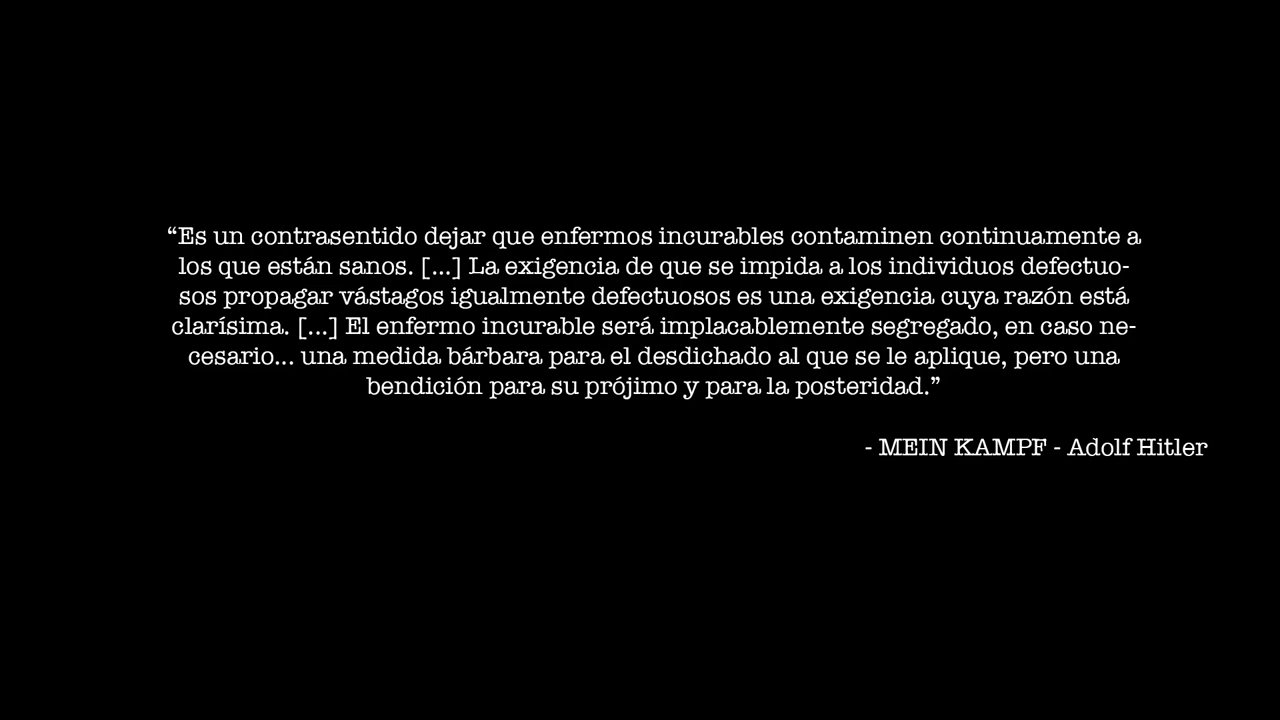 “Es un contrasentido dejar que enfermos incurables contaminen continuamente a
los que están sanos. [...] La exigencia de que se impida a los individuos defectuo-
sos propagar vástagos igualmente defectuosos es una exigencia cuya razón está
clarísima. [...] El enfermo incurable será implacablemente segregado, en caso ne-
cesario... una medida bárbara para el desdichado al que se le aplique, pero una
bendición para su prójimo y para la posteridad.”
- MEIN KAMPF - Adolf Hitler